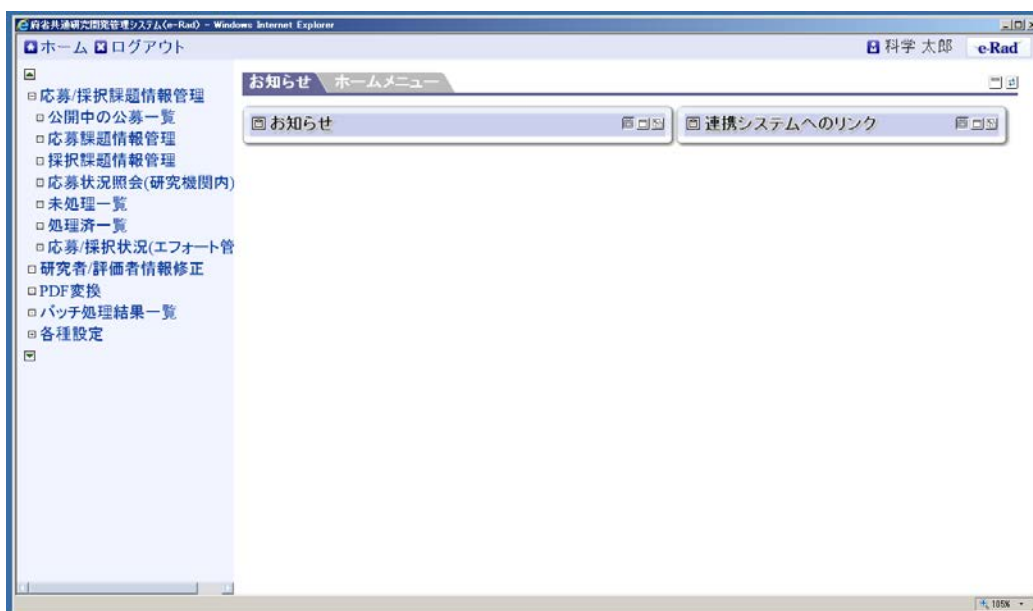 府省共通研究開発管理システム(e-Rad) - Windows Internet Explorer
ホーム ログアウト
科学 太郎
e-Rad
応募/採択課題情報管理
公開中の公募一覧
応募課題情報管理
採択課題情報管理
応募状況照会(研究機関内)
未処理一覧
処理済一覧
応募/採択状況(エフォート管
研究者/評価者情報修正
PDF変換
バッチ処理結果一覧
各種設定
お知らせ ホームメニュー
お知らせ
連携システムへのリンク
105%